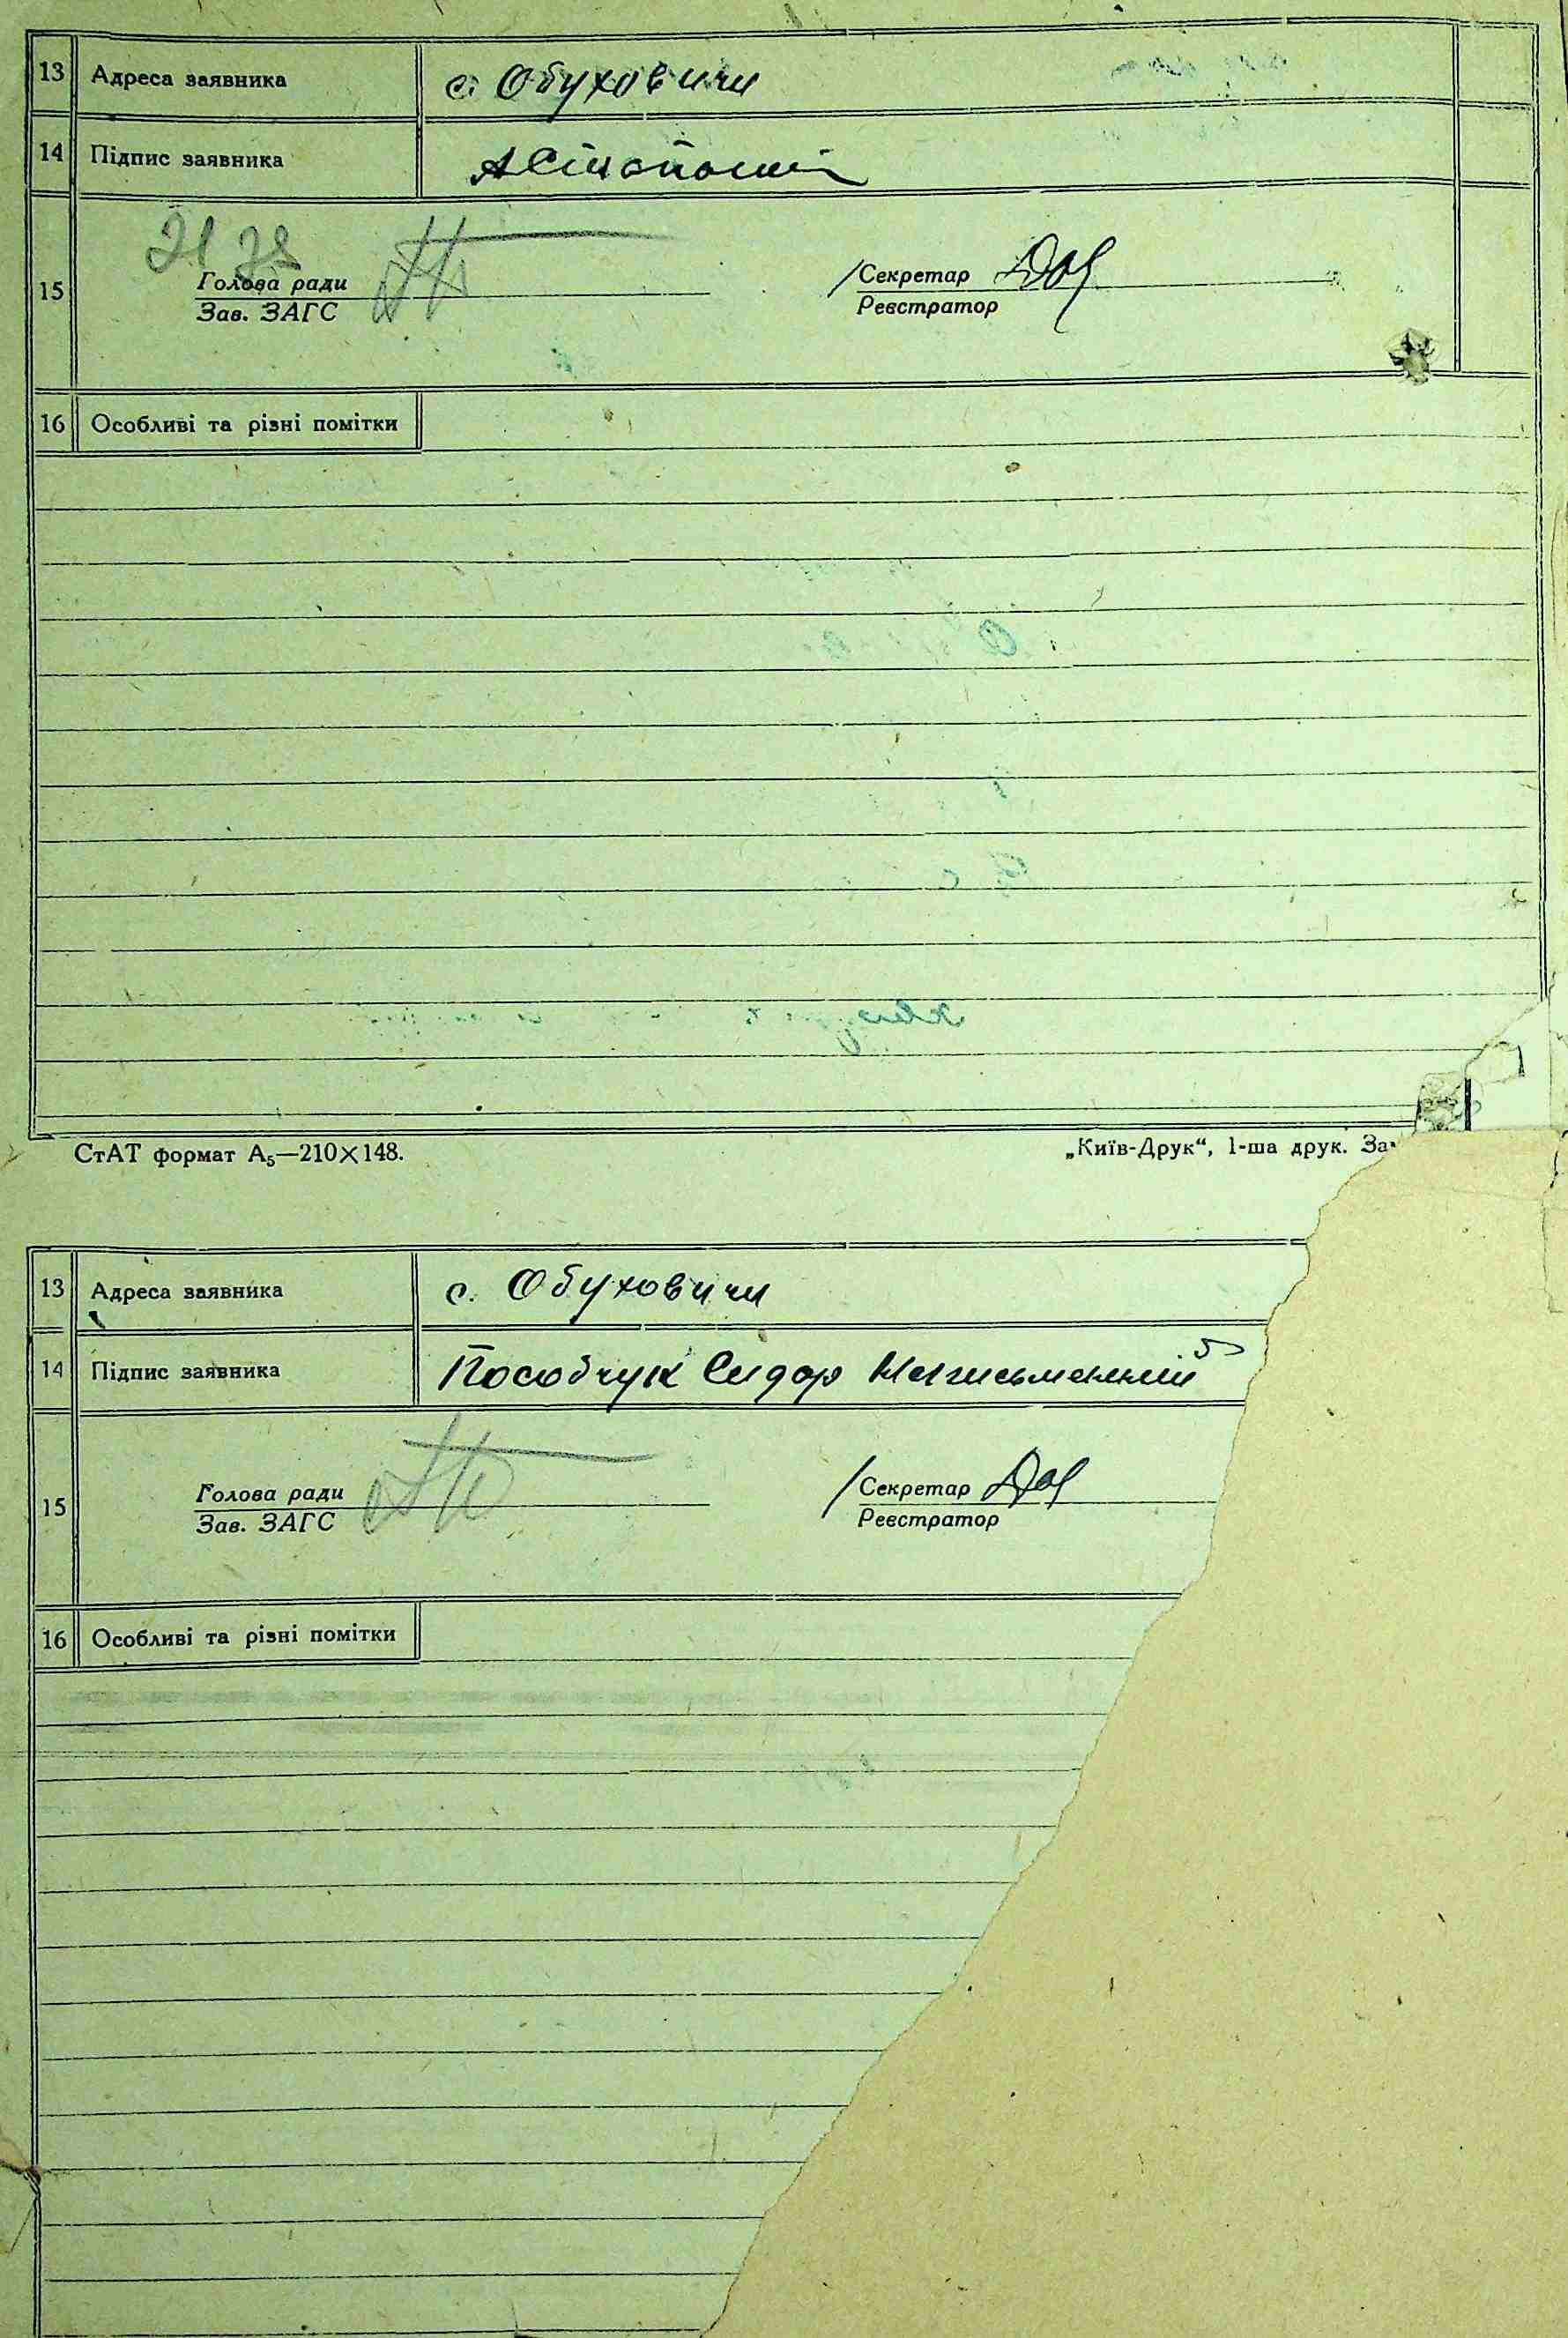 13 Адреса заявника с. Обуховичи
14 Підпис заявника
15 Голова ради Секретар
Зав. ЗАГС Реєстратор
16 Особливі та різні помітки
СтАТ формат А₅—210×148. „Київ-Друк“, 1-ша друк. За
13 Адреса заявника с. Обуховичи
14 Підпис заявника Пособчук Сидор Неписьменний
15 Голова ради Секретар
Зав. ЗАГС Реєстратор
16 Особливі та різні помітки